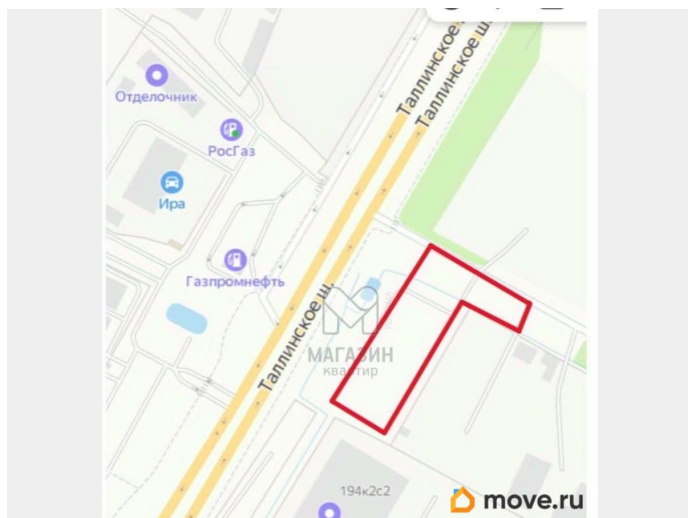 Таллинское ш.
Таллинское ш.
Отделочник
РосГаз
Ира
Газпромнефть
Таллинское ш.
МАГАЗИН
квартир
194к2с2
move.ru